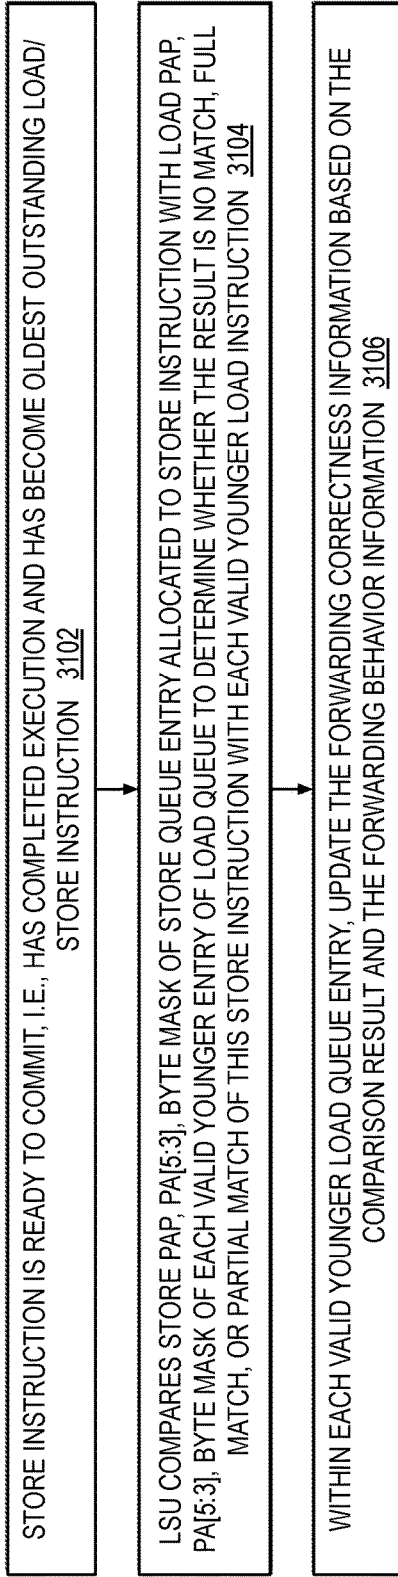 STORE INSTRUCTION IS READY TO COMMIT, I.E., HAS COMPLETED EXECUTION AND HAS BECOME OLDEST OUTSTANDING LOAD/
STORE INSTRUCTION 3102
LSU COMPARES STORE PAP, PA[5:3], BYTE MASK OF STORE QUEUE ENTRY ALLOCATED TO STORE INSTRUCTION WITH LOAD PAP,
PA[5:3], BYTE MASK OF EACH VALID YOUNGER ENTRY OF LOAD QUEUE TO DETERMINE WHETHER THE RESULT IS NO MATCH, FULL
MATCH, OR PARTIAL MATCH OF THIS STORE INSTRUCTION WITH EACH VALID YOUNGER LOAD INSTRUCTION 3104
WITHIN EACH VALID YOUNGER LOAD QUEUE ENTRY, UPDATE THE FORWARDING CORRECTNESS INFORMATION BASED ON THE
COMPARISON RESULT AND THE FORWARDING BEHAVIOR INFORMATION 3106